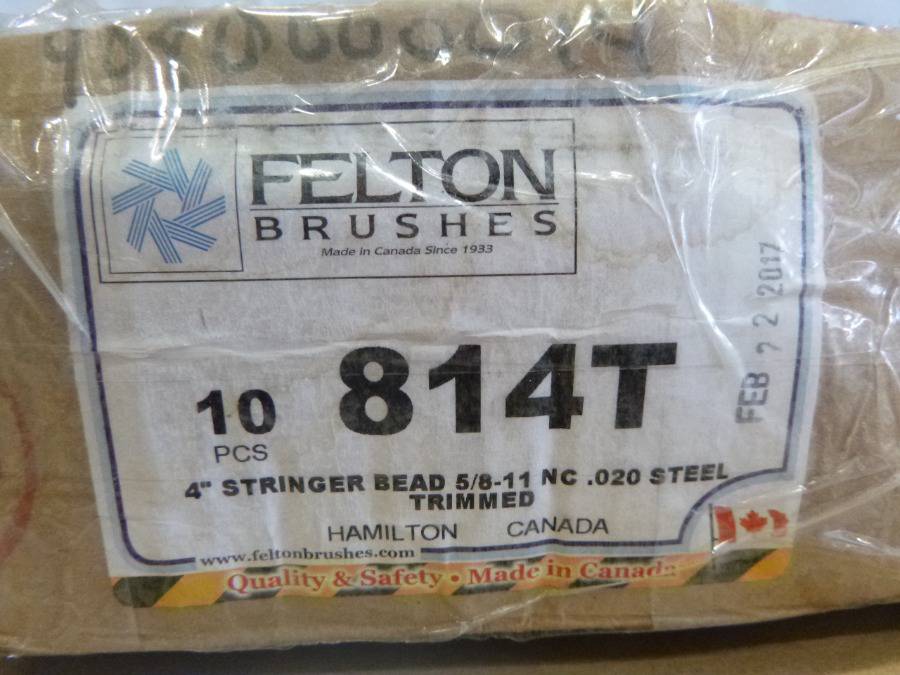 FELTON
BRUSHES
Made in Canada Since 1933
FEB 22 2017
10 PCS
814T
4" STRINGER BEAD 5/8-11 NC .020 STEEL
TRIMMED
HAMILTON CANADA
www.feltonbrushes.com
Quality & Safety • Made in Canada